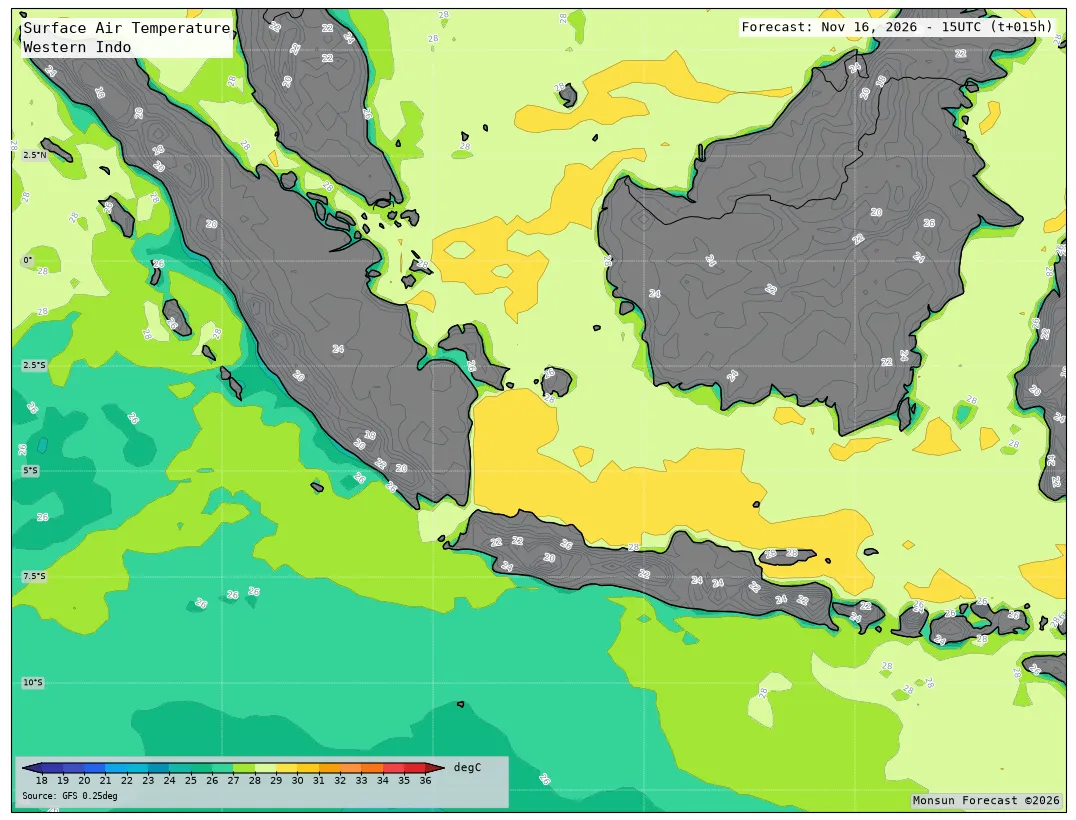 Surface Air Temperature
Western Indo
Forecast: Nov 16, 2026 - 15UTC (t+015h)
2.5°N
0°
2.5°S
5°S
7.5°S
10°S
18 19 20 21 22 23 24 25 26 27 28 29 30 31 32 33 34 35 36 degC
Source: GFS 0.25deg
Monsun Forecast ©2026